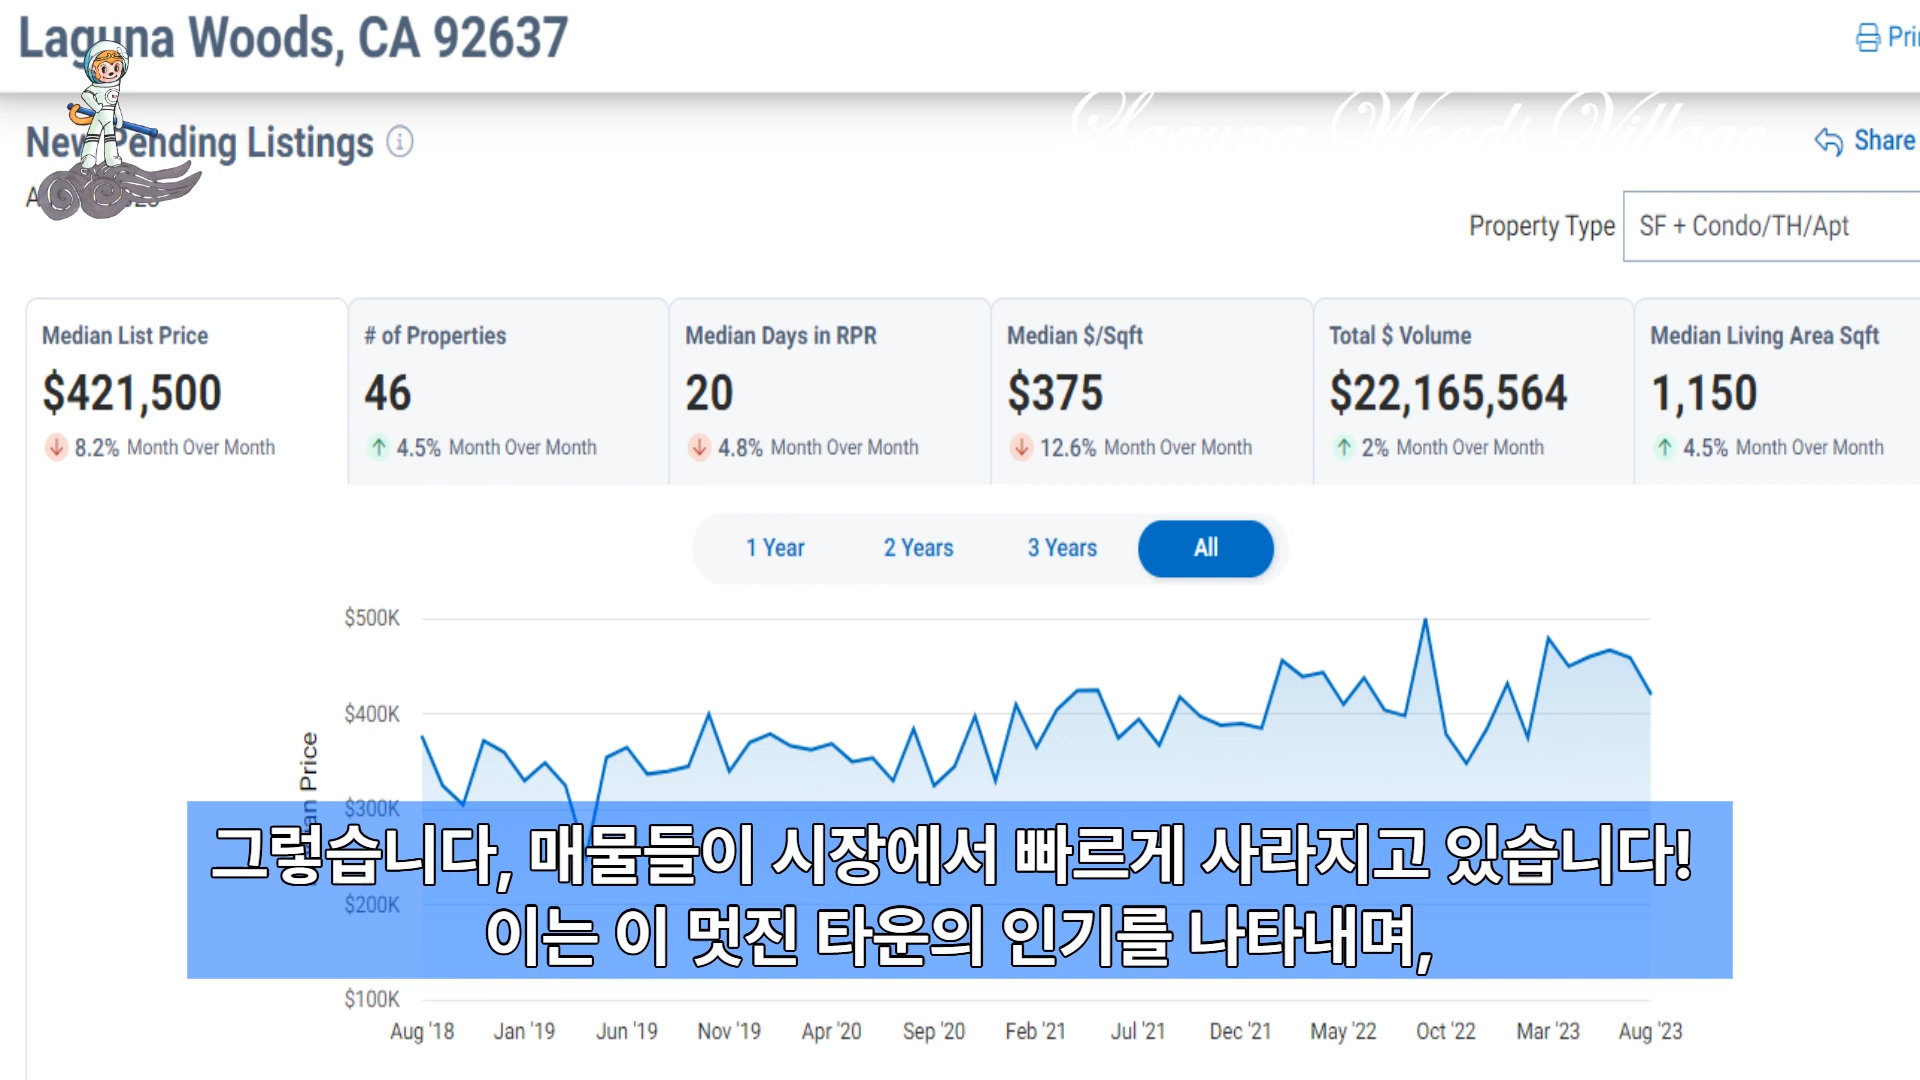 Laguna Woods, CA 92637
Print
Laguna Woods Village
New Pending Listings
Share
Property Type SF + Condo/TH/Apt
Median List Price
$421,500
8.2% Month Over Month
# of Properties
46
4.5% Month Over Month
Median Days in RPR
20
4.8% Month Over Month
Median $/Sqft
$375
12.6% Month Over Month
Total $ Volume
$22,165,564
2% Month Over Month
Median Living Area Sqft
1,150
4.5% Month Over Month
1 Year 2 Years 3 Years All
$500K
$400K
$300K
$200K
$100K
Price
Aug '18 Jan '19 Jun '19 Nov '19 Apr '20 Sep '20 Feb '21 Jul '21 Dec '21 May '22 Oct '22 Mar '23 Aug '23
그렇습니다, 매물들이 시장에서 빠르게 사라지고 있습니다!
이는 이 멋진 타운의 인기를 나타내며,